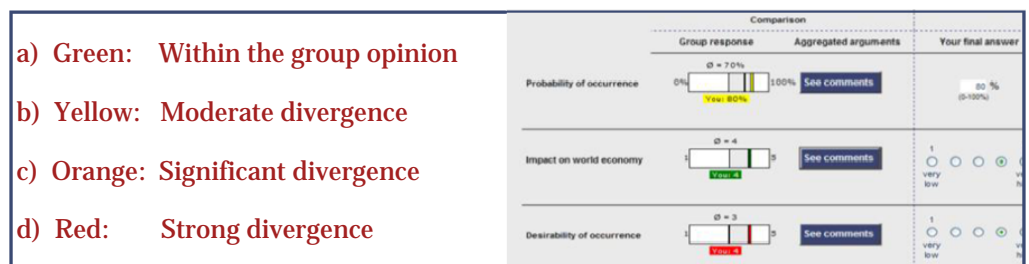 a) Green: Within the group opinion
b) Yellow: Moderate divergence
c) Orange: Significant divergence
d) Red: Strong divergence
Comparison
Group response Aggregated arguments Your final answer
Ø = 70%
Probability of occurrence 0% 100% See comments 80 %
You: 80% (0-100%)
Ø = 4
Impact on world economy 1 5 See comments 1
You: 4 very
low
Ø = 3
Desirability of occurrence 1 5 See comments 1
You: 4 very
low